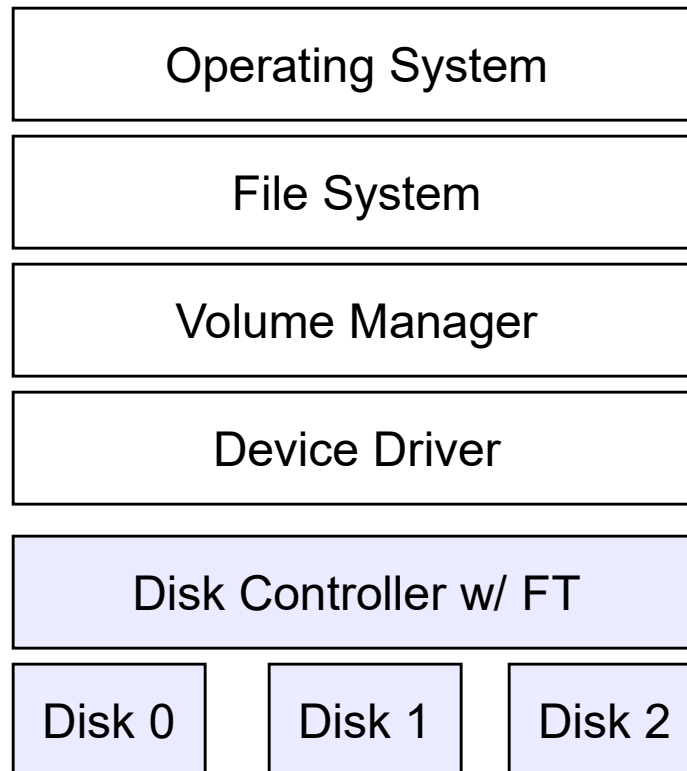 Operating System
File System
Volume Manager
Device Driver
Disk Controller w/ FT
Disk 0 Disk 1 Disk 2